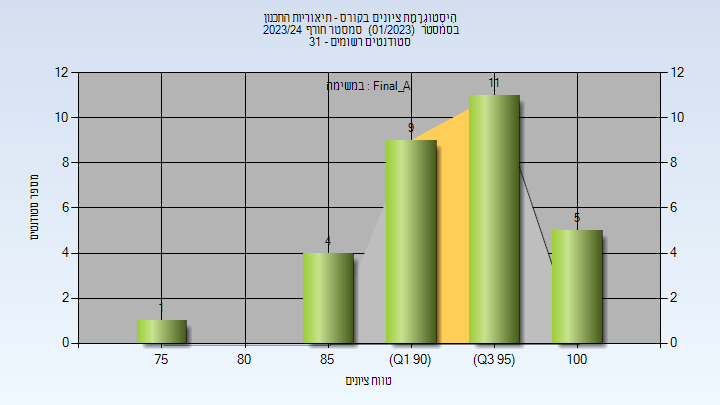 היסטוגרמת ציונים בקורס - תיאוריות התכנון
בסמסטר (01/2023) סמסטר חורף 2023/24
סטודנטים רשומים - 31
במשימה : Final_A
12
10
8
6
4
2
0
מספר סטודנטים
12
10
8
6
4
2
0
1
4
9
11
5
75
80
85
(Q1 90)
(Q3 95)
100
טווח ציונים